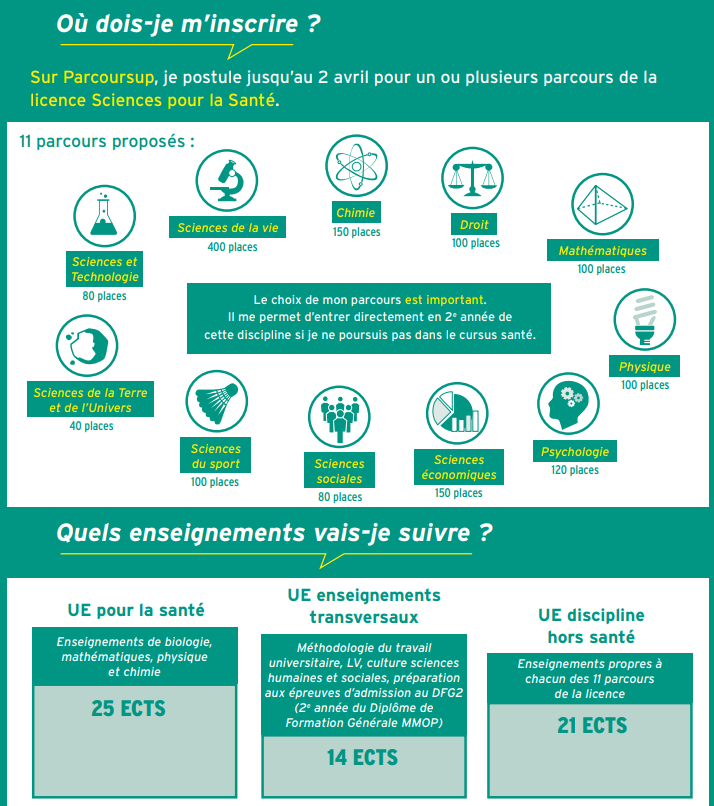 Où dois-je m'inscrire ?
Sur Parcoursup, je postule jusqu'au 2 avril pour un ou plusieurs parcours de la
licence Sciences pour la Santé.
11 parcours proposés :
Sciences et
Technologie
80 places
Sciences de la vie
400 places
Chimie
150 places
Droit
100 places
Mathématiques
100 places
Le choix de mon parcours est important.
Il me permet d'entrer directement en 2e année de
cette discipline si je ne poursuis pas dans le cursus santé.
Sciences de la Terre
et de l'Univers
40 places
Sciences
du sport
100 places
Sciences
sociales
80 places
Sciences
économiques
150 places
Psychologie
120 places
Physique
100 places
Quels enseignements vais-je suivre ?
UE pour la santé
Enseignements de biologie,
mathématiques, physique
et chimie
25 ECTS
UE enseignements
transversaux
Méthodologie du travail
universitaire, LV, culture sciences
humaines et sociales, préparation
aux épreuves d'admission au DFG2
(2e année du Diplôme de
Formation Générale MMOP)
14 ECTS
UE discipline
hors santé
Enseignements propres à
chacun des 11 parcours
de la licence
21 ECTS